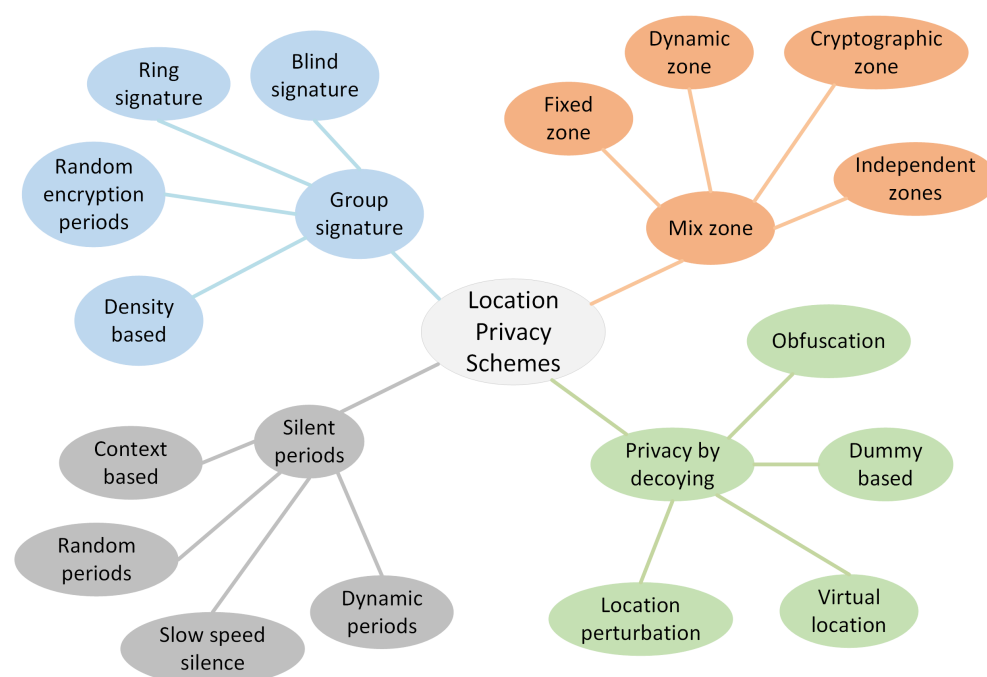 Ring
signature
Blind
signature
Random
encryption
periods
Group
signature
Density
based
Dynamic
zone
Cryptographic
zone
Fixed
zone
Independent
zones
Mix zone
Location
Privacy
Schemes
Silent
periods
Context
based
Random
periods
Slow speed
silence
Dynamic
periods
Obfuscation
Privacy by
decoying
Dummy
based
Location
perturbation
Virtual
location